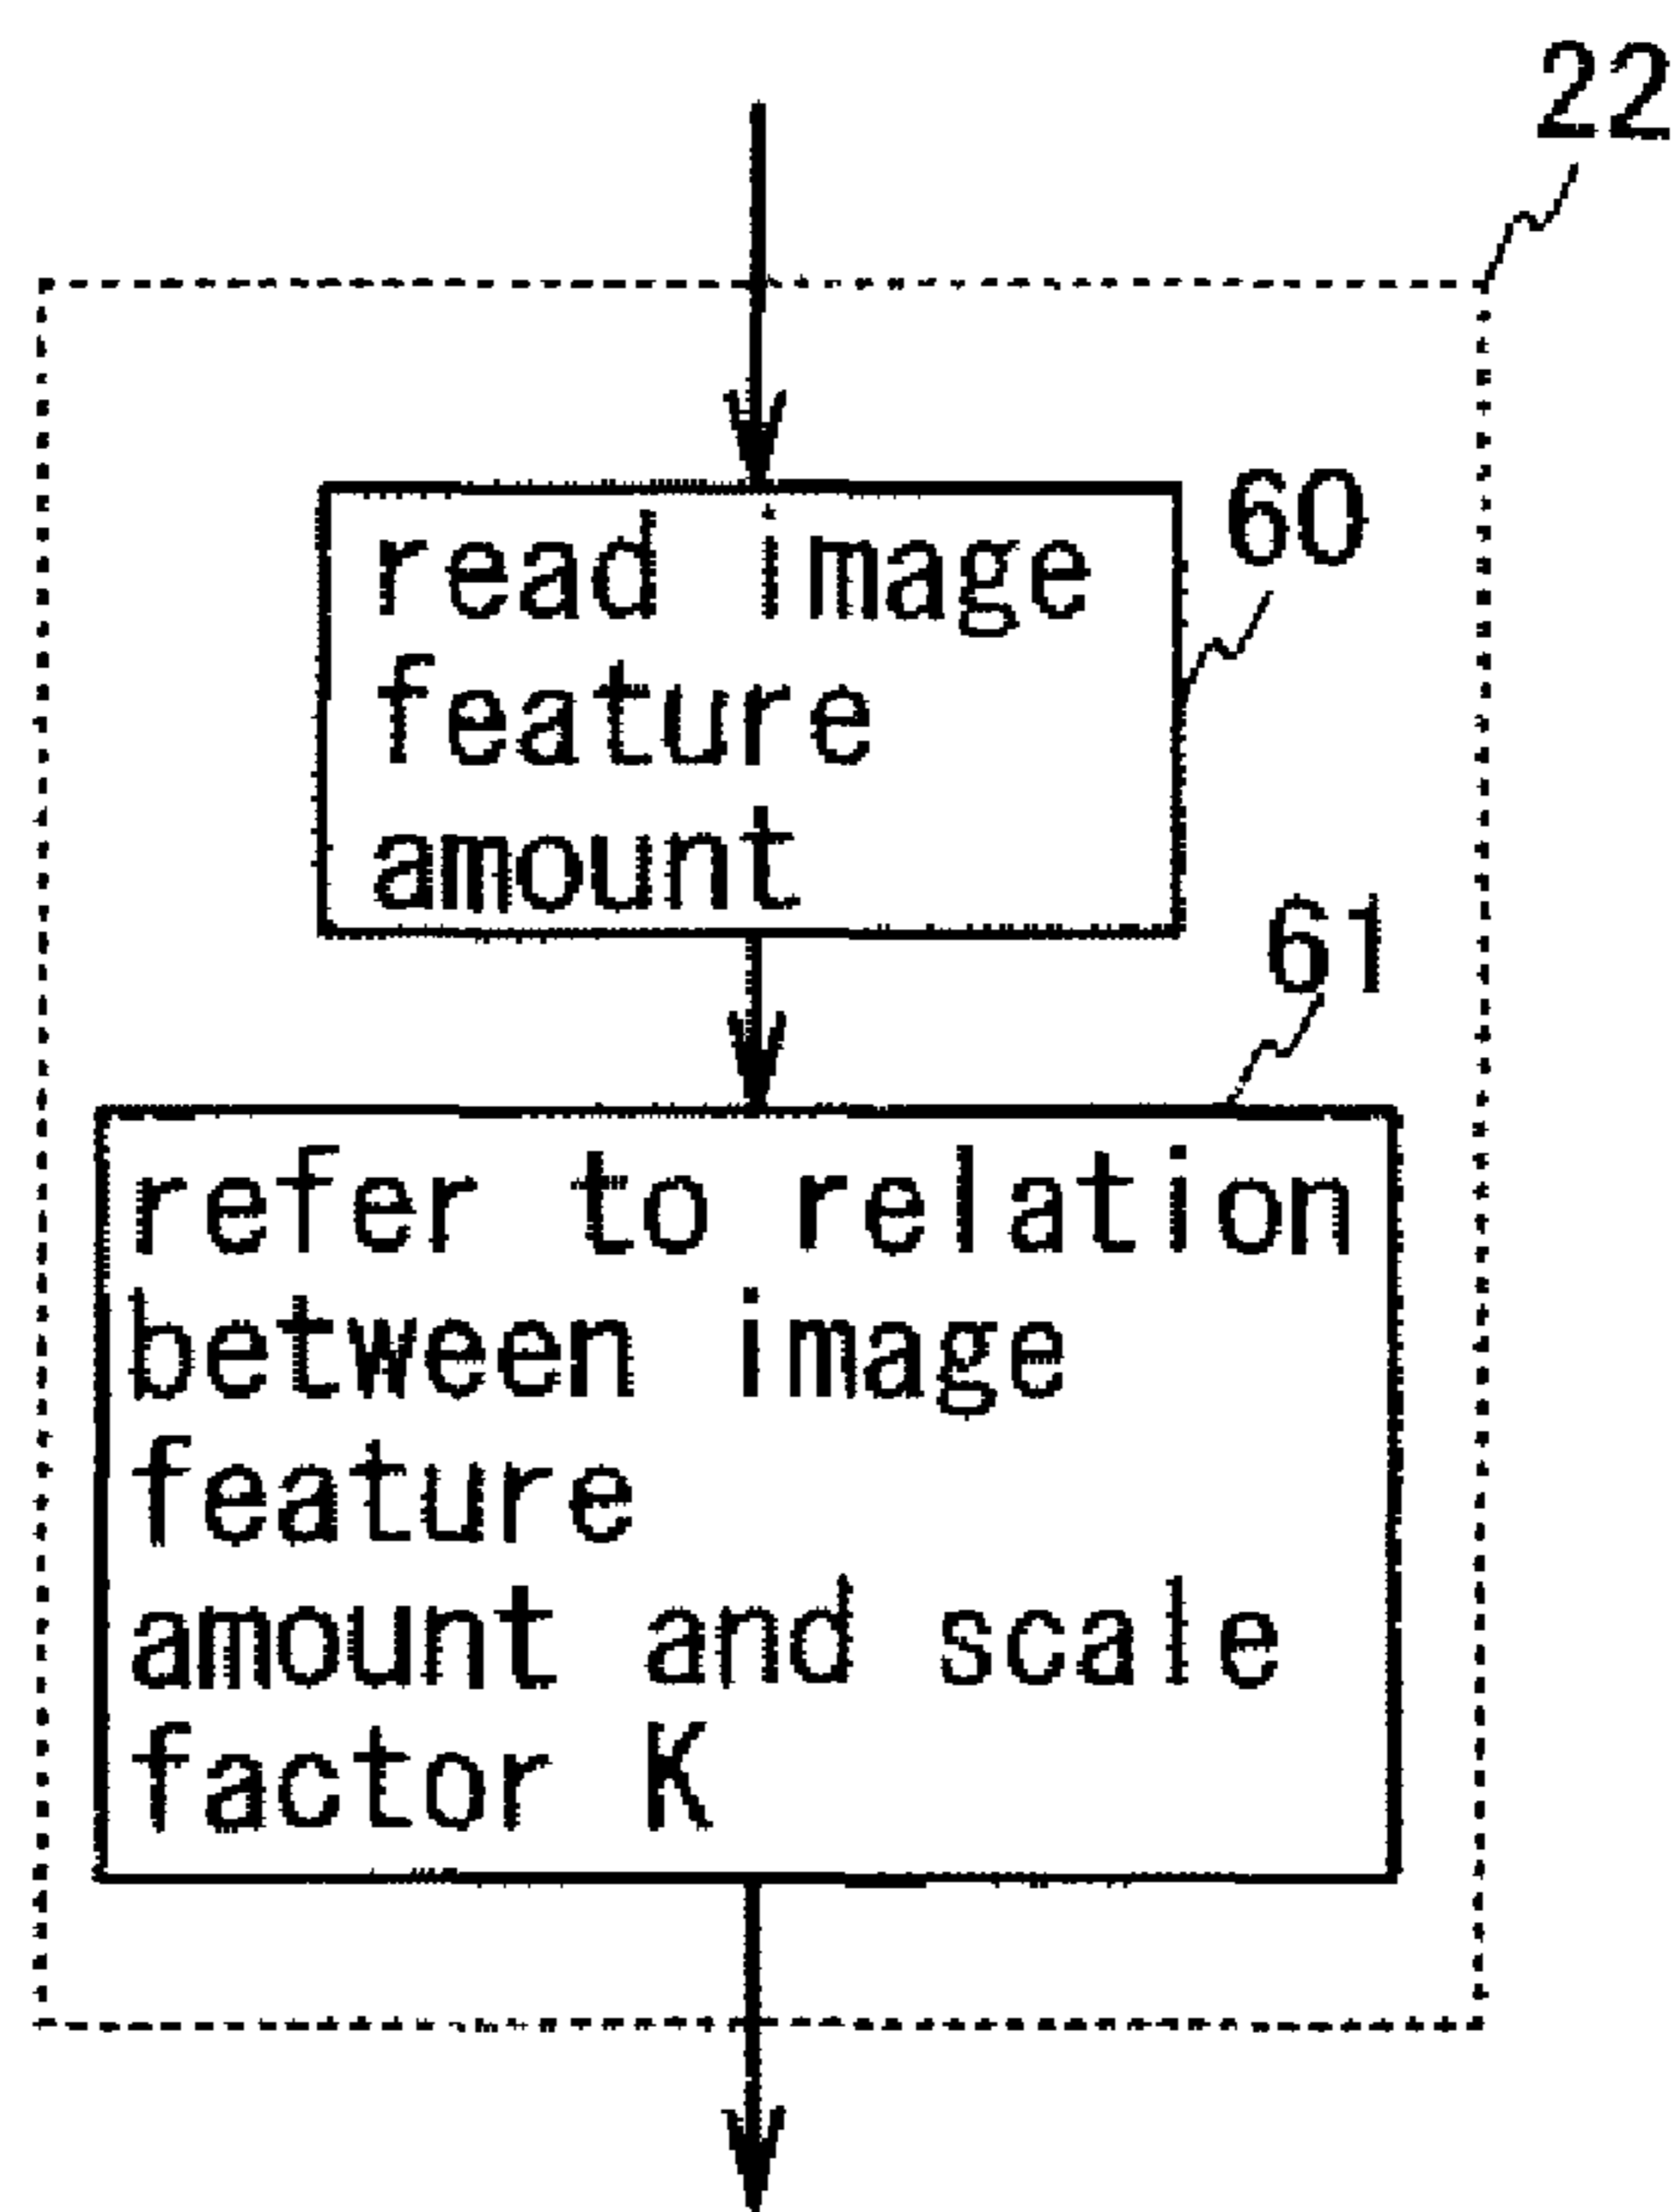 22
60
read image
feature
amount
61
refer to relation
between image
feature
amount and scale
factor K